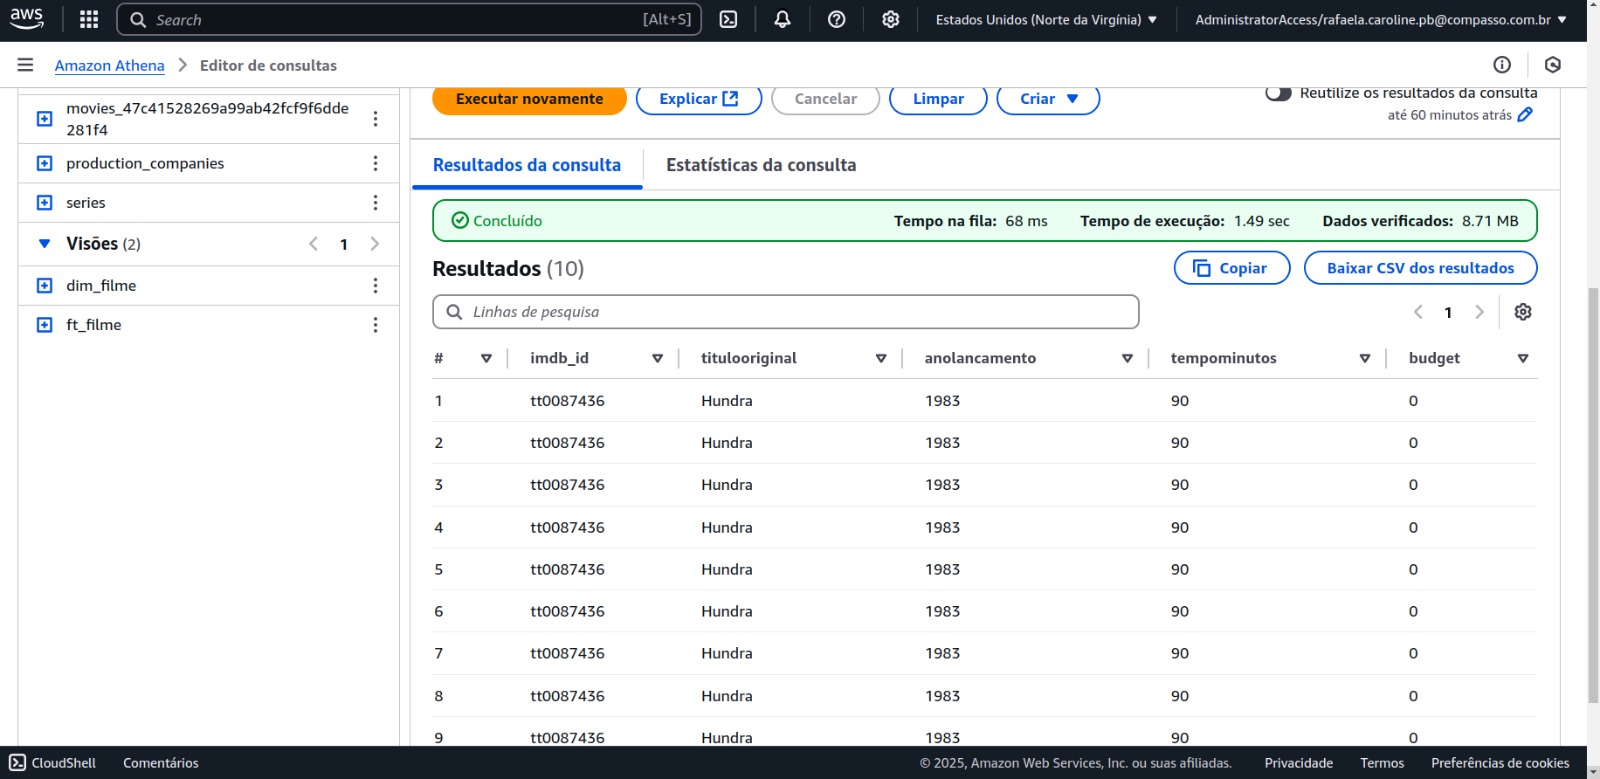 aws
Search [Alt+S]
Estados Unidos (Norte da Virgínia) ▼
AdministratorAccess/rafaela.caroline.pb@compasso.com.br ▼
Amazon Athena > Editor de consultas
movies_47c41528269a99ab42fcf9f6dde
281f4
production_companies
series
Visões (2) < 1 >
dim_filme
ft_filme
Executar novamente Explicar Cancelar Limpar Criar ▼
Reutilize os resultados da consulta
até 60 minutos atrás
Resultados da consulta Estatísticas da consulta
Concluído Tempo na fila: 68 ms Tempo de execução: 1.49 sec Dados verificados: 8.71 MB
Resultados (10) Copiar Baixar CSV dos resultados
Linhas de pesquisa < 1 >
# imdb_id titulooriginal anolancamento tempominutos budget
1 tt0087436 Hundra 1983 90 0
2 tt0087436 Hundra 1983 90 0
3 tt0087436 Hundra 1983 90 0
4 tt0087436 Hundra 1983 90 0
5 tt0087436 Hundra 1983 90 0
6 tt0087436 Hundra 1983 90 0
7 tt0087436 Hundra 1983 90 0
8 tt0087436 Hundra 1983 90 0
9 tt0087436 Hundra 1983 90 0
CloudShell Comentários © 2025, Amazon Web Services, Inc. ou suas afiliadas. Privacidade Termos Preferências de cookies